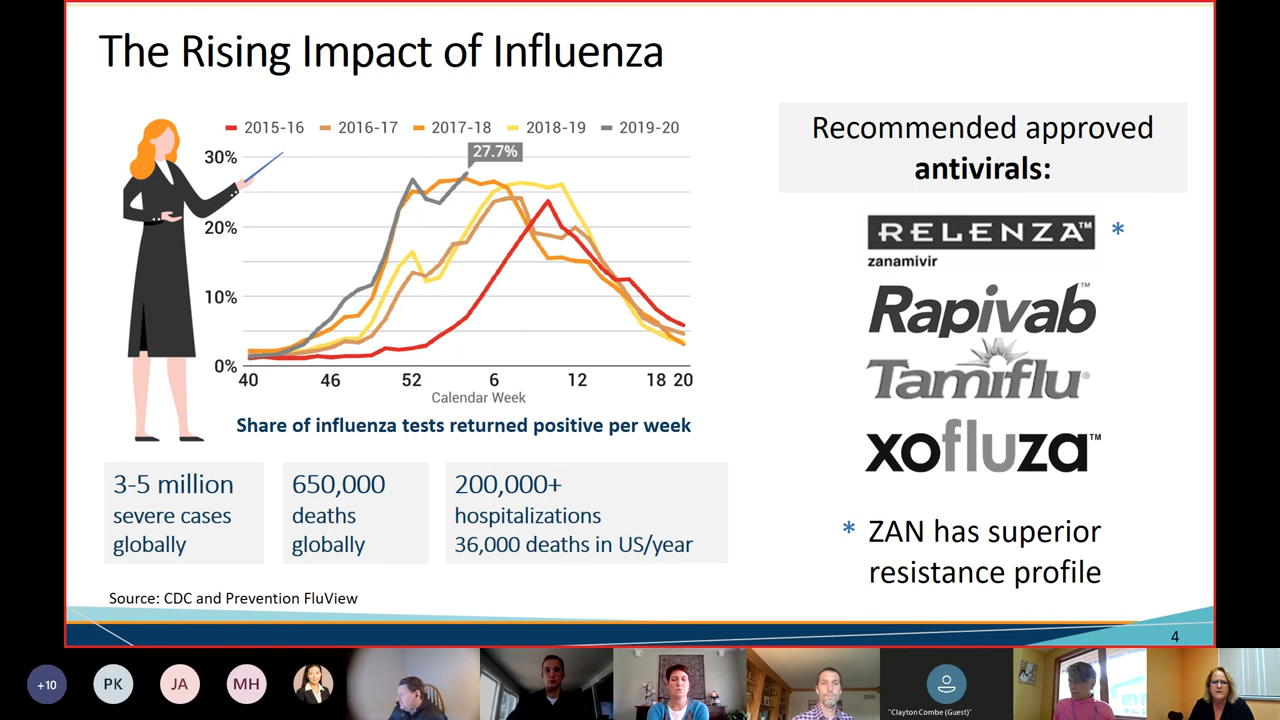 The Rising Impact of Influenza
2015-16 2016-17 2017-18 2018-19 2019-20
27.7%
30%
20%
10%
0%
40 46 52 6 12 18 20
Calendar Week
Share of influenza tests returned positive per week
3-5 million
severe cases
globally
650,000
deaths
globally
200,000+
hospitalizations
36,000 deaths in US/year
Source: CDC and Prevention FluView
Recommended approved
antivirals:
RELENZA™ *
zanamivir
Rapivab™
Tamiflu®
xofluza™
* ZAN has superior
resistance profile
4
+10 PK JA MH
"Clayton Combe (Guest)"